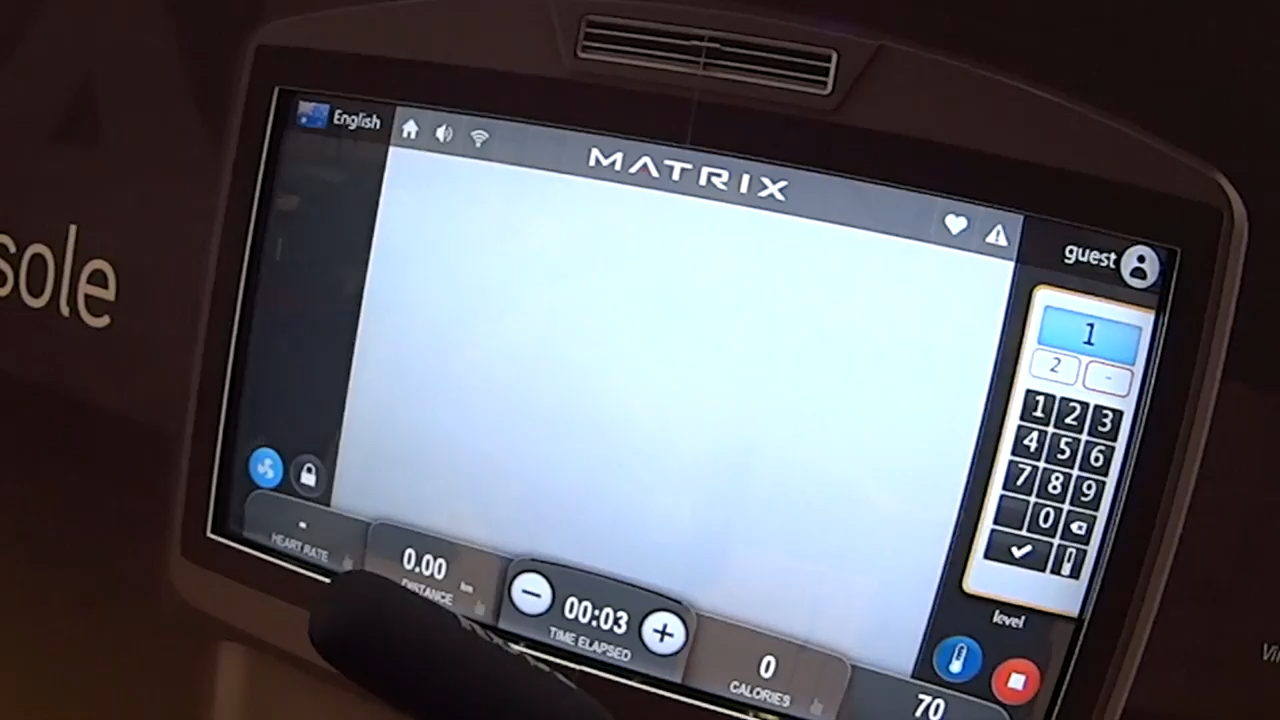 English
MATRIX
guest
sole
1
2 -
1 2 3
4 5 6
7 8 9
0
level
-
HEART RATE
0.00 km
DISTANCE
00:03
TIME ELAPSED
0
CALORIES
70